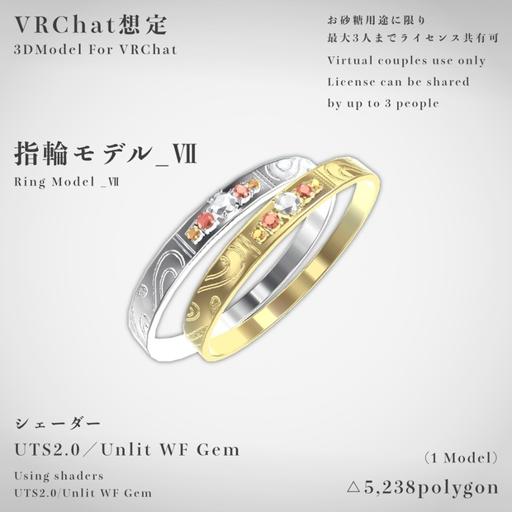 VRChat想定
3DModel For VRChat
お砂糖用途に限り
最大3人までライセンス共有可
Virtual couples use only
License can be shared
by up to 3 people
指輪モデル_Ⅶ
Ring Model _Ⅶ
シェーダー
UTS2.0／Unlit WF Gem
Using shaders
UTS2.0/Unlit WF Gem
（1 Model）
△5,238polygon